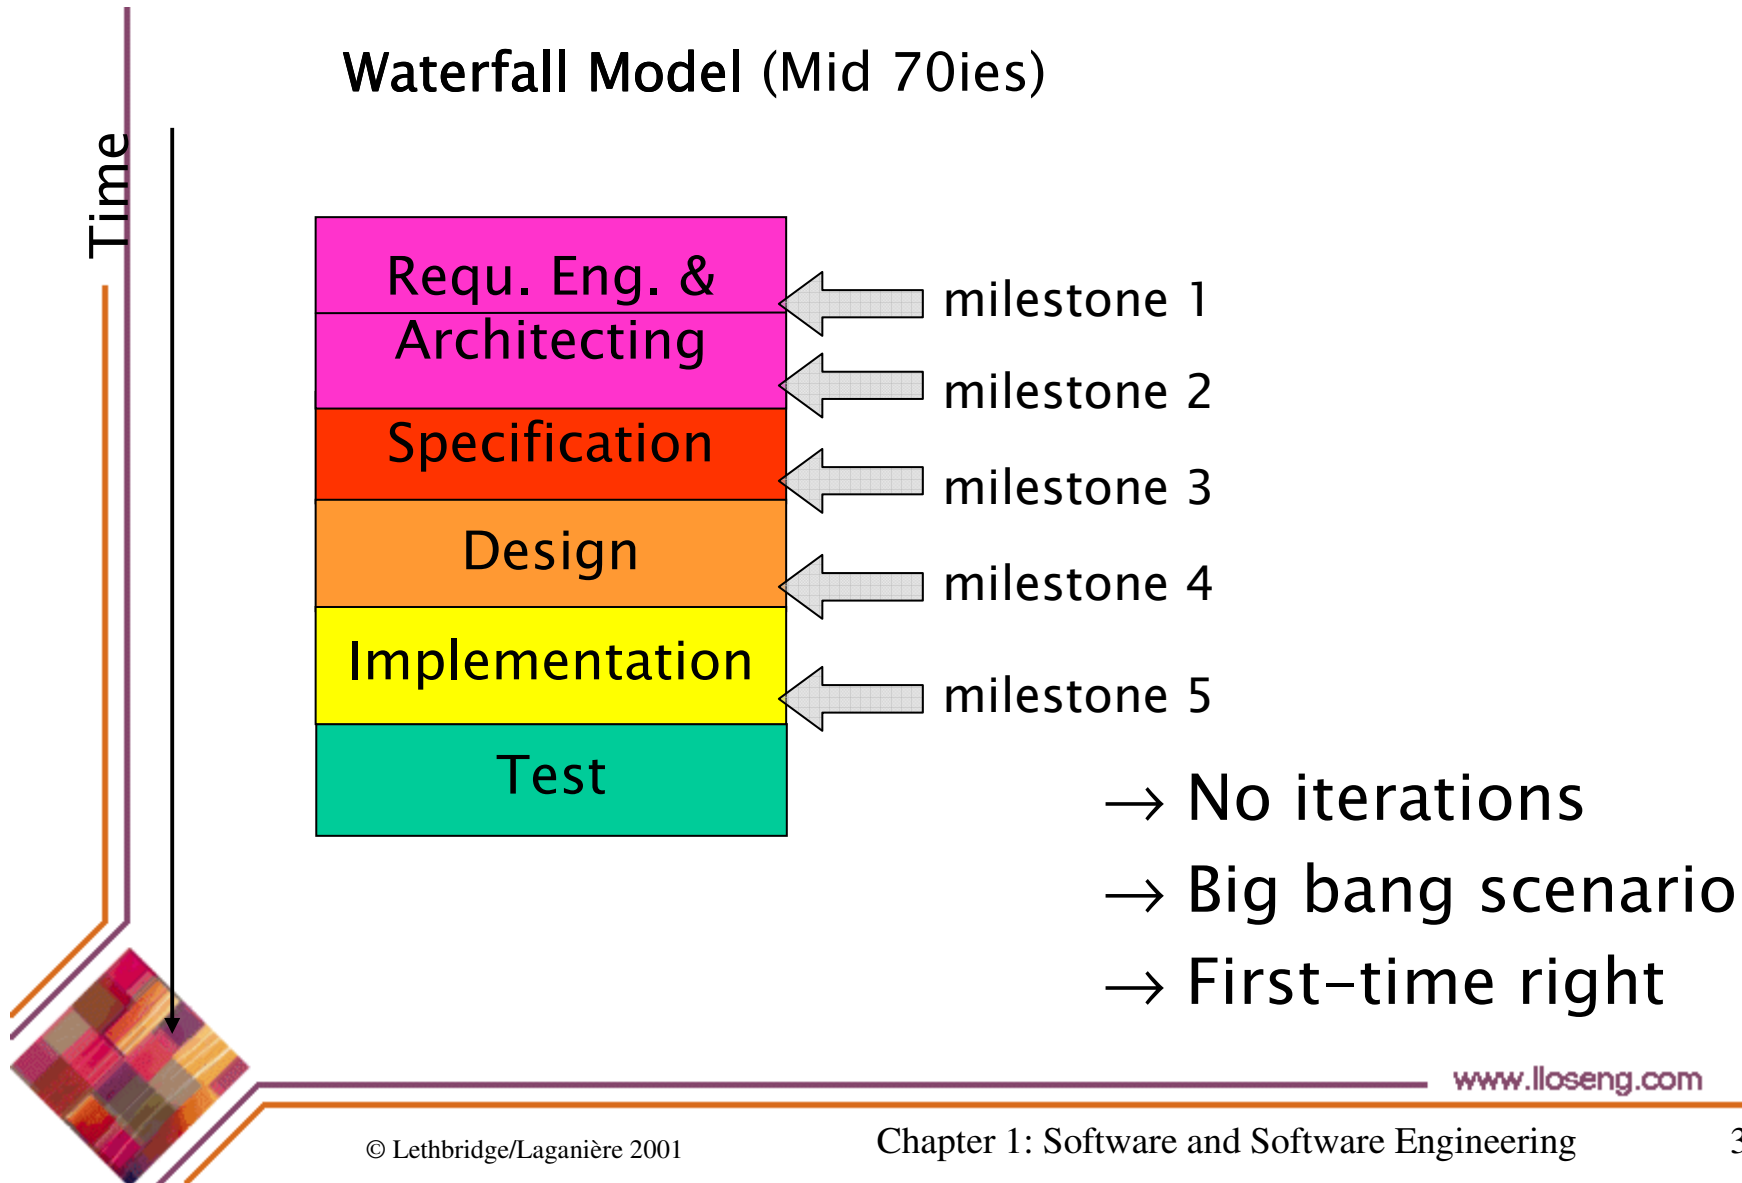 Waterfall Model (Mid 70ies)
Time
Requ. Eng. &
Architecting
Specification
Design
Implementation
Test
milestone 1
milestone 2
milestone 3
milestone 4
milestone 5
→ No iterations
→ Big bang scenario
→ First-time right
www.lloseng.com
© Lethbridge/Laganière 2001
Chapter 1: Software and Software Engineering